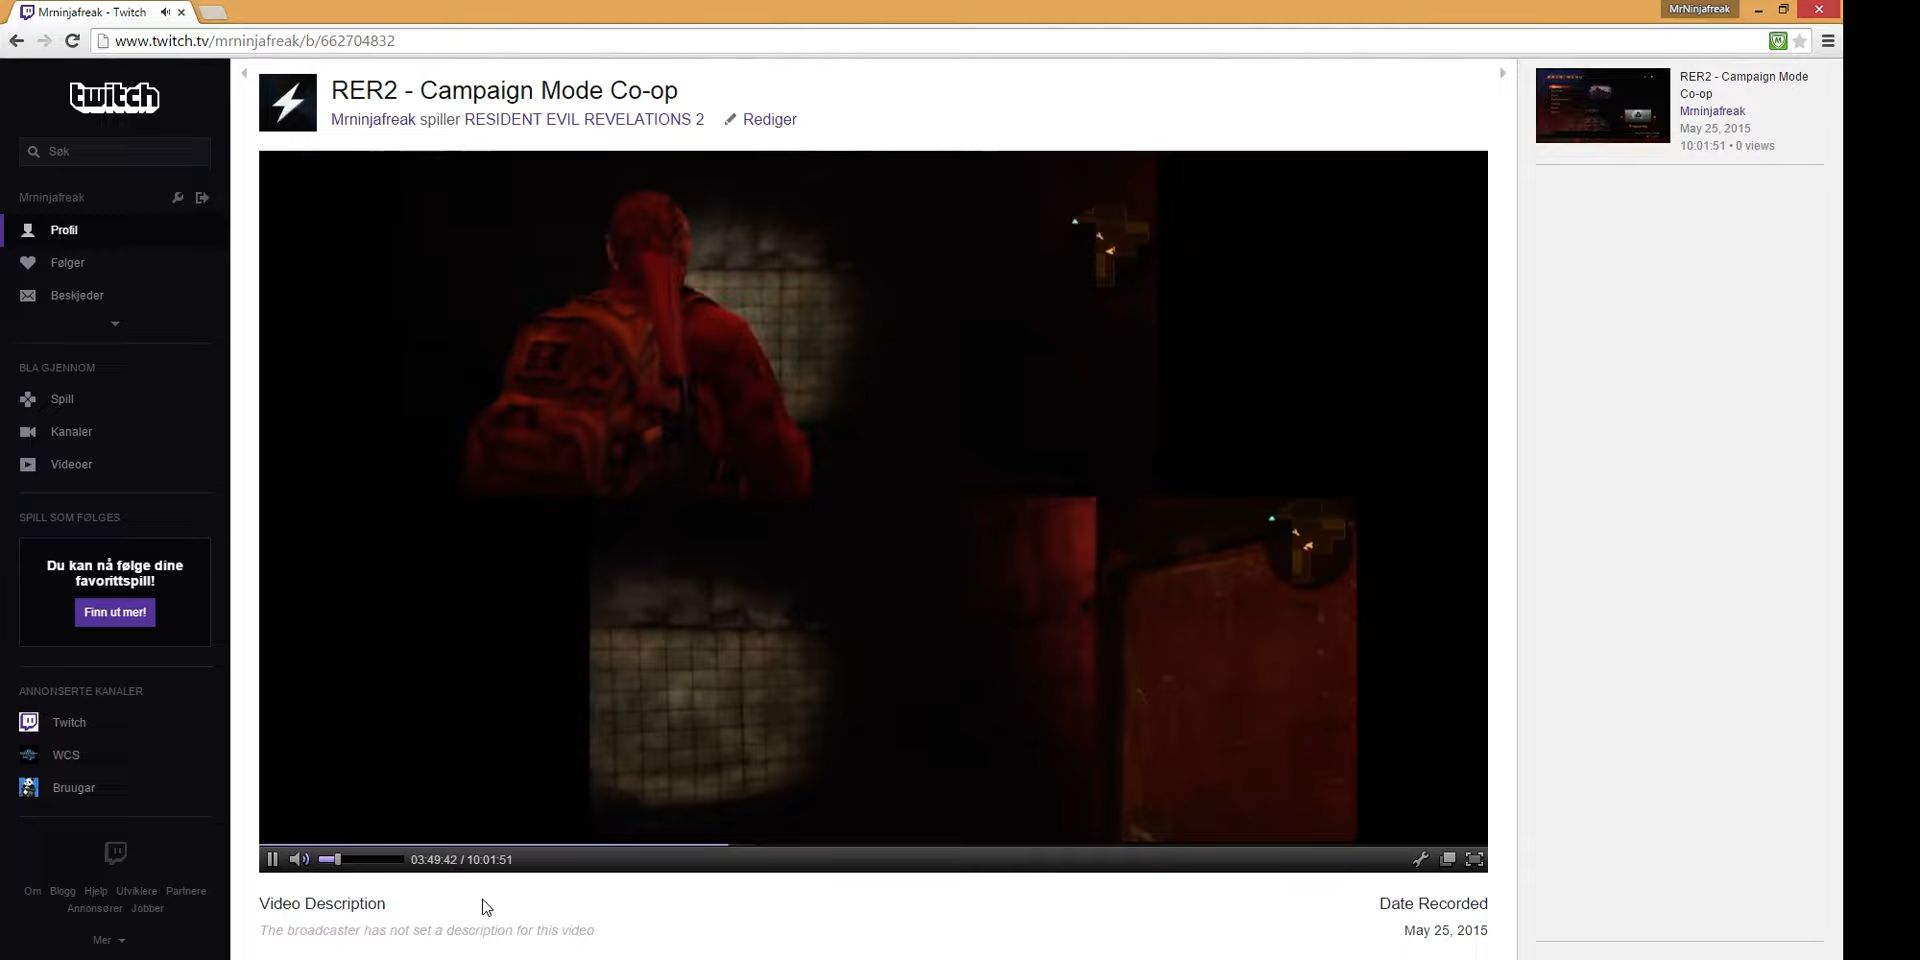 Mrninjafreak - Twitch
MrNinjafreak
www.twitch.tv/mrninjafreak/b/662704832
twitch
Søk
Mrninjafreak
Profil
Følger
Beskjeder
BLA GJENNOM
Spill
Kanaler
Videoer
SPILL SOM FØLGES
Du kan nå følge dine
favorittspill!
Finn ut mer!
ANNONSERTE KANALER
Twitch
WCS
Bruugar
Om Blogg Hjelp Utviklere Partnere
Annonsører Jobber
Mer
RER2 - Campaign Mode Co-op
Mrninjafreak spiller RESIDENT EVIL REVELATIONS 2 Rediger
03:49:42 / 10:01:51
Video Description
The broadcaster has not set a description for this video
Date Recorded
May 25, 2015
RER2 - Campaign Mode
Co-op
Mrninjafreak
May 25, 2015
10:01:51 • 0 views